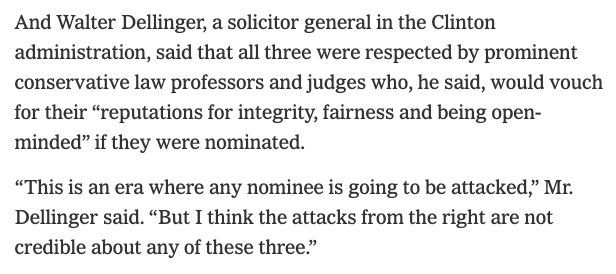 And Walter Dellinger, a solicitor general in the Clinton
administration, said that all three were respected by prominent
conservative law professors and judges who, he said, would vouch
for their “reputations for integrity, fairness and being open-
minded” if they were nominated.
“This is an era where any nominee is going to be attacked,” Mr.
Dellinger said. “But I think the attacks from the right are not
credible about any of these three.”